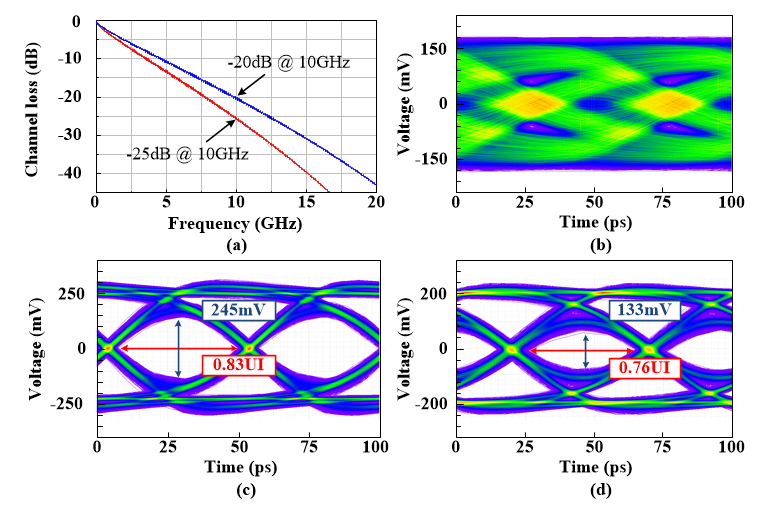 0
-10
-20
-30
-40
Channel loss (dB)
-20dB @ 10GHz
-25dB @ 10GHz
0
5
10
15
20
Frequency (GHz)
(a)
150
0
-150
Voltage (mV)
0
25
50
75
100
Time (ps)
(b)
250
0
-250
Voltage (mV)
245mV
0.83UI
0
25
50
75
100
Time (ps)
(c)
200
0
-200
Voltage (mV)
133mV
0.76UI
0
25
50
75
100
Time (ps)
(d)